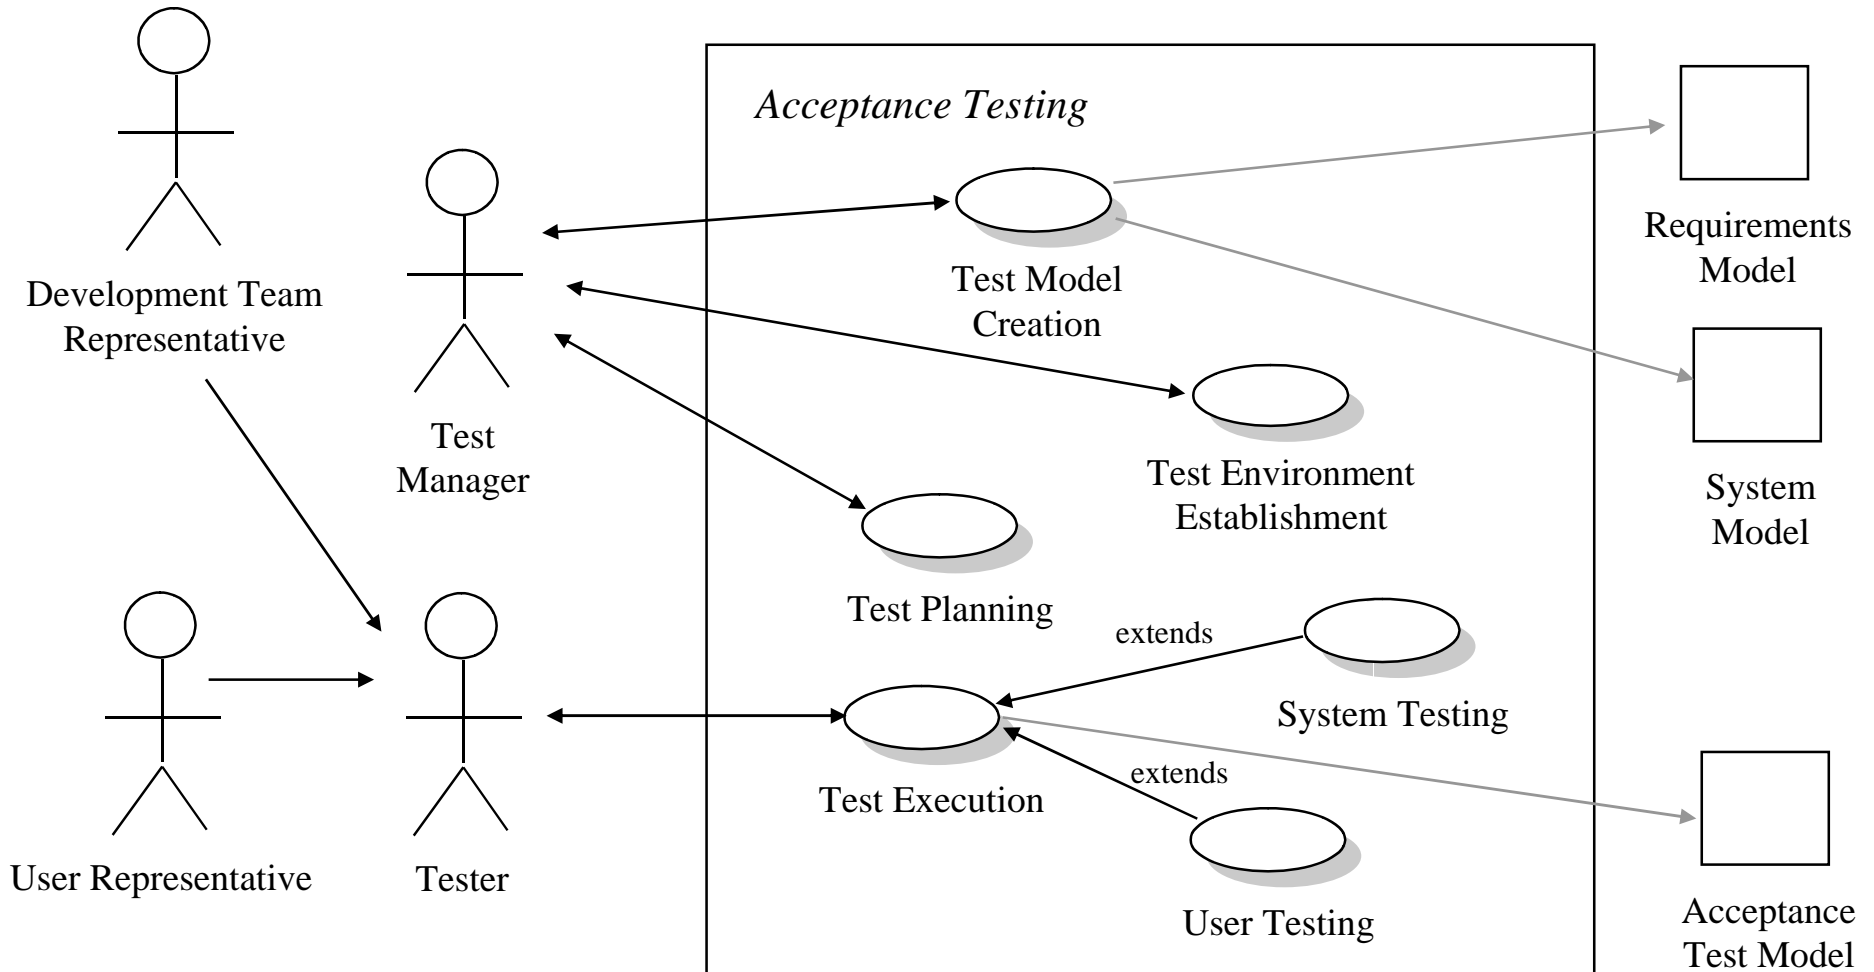 Acceptance Testing
Requirements
Model
Test Model
Creation
Development Team
Representative
Test
Manager
Test Environment
Establishment
System
Model
Test Planning
extends
System Testing
extends
Test Execution
User Representative
Tester
User Testing
Acceptance
Test Model